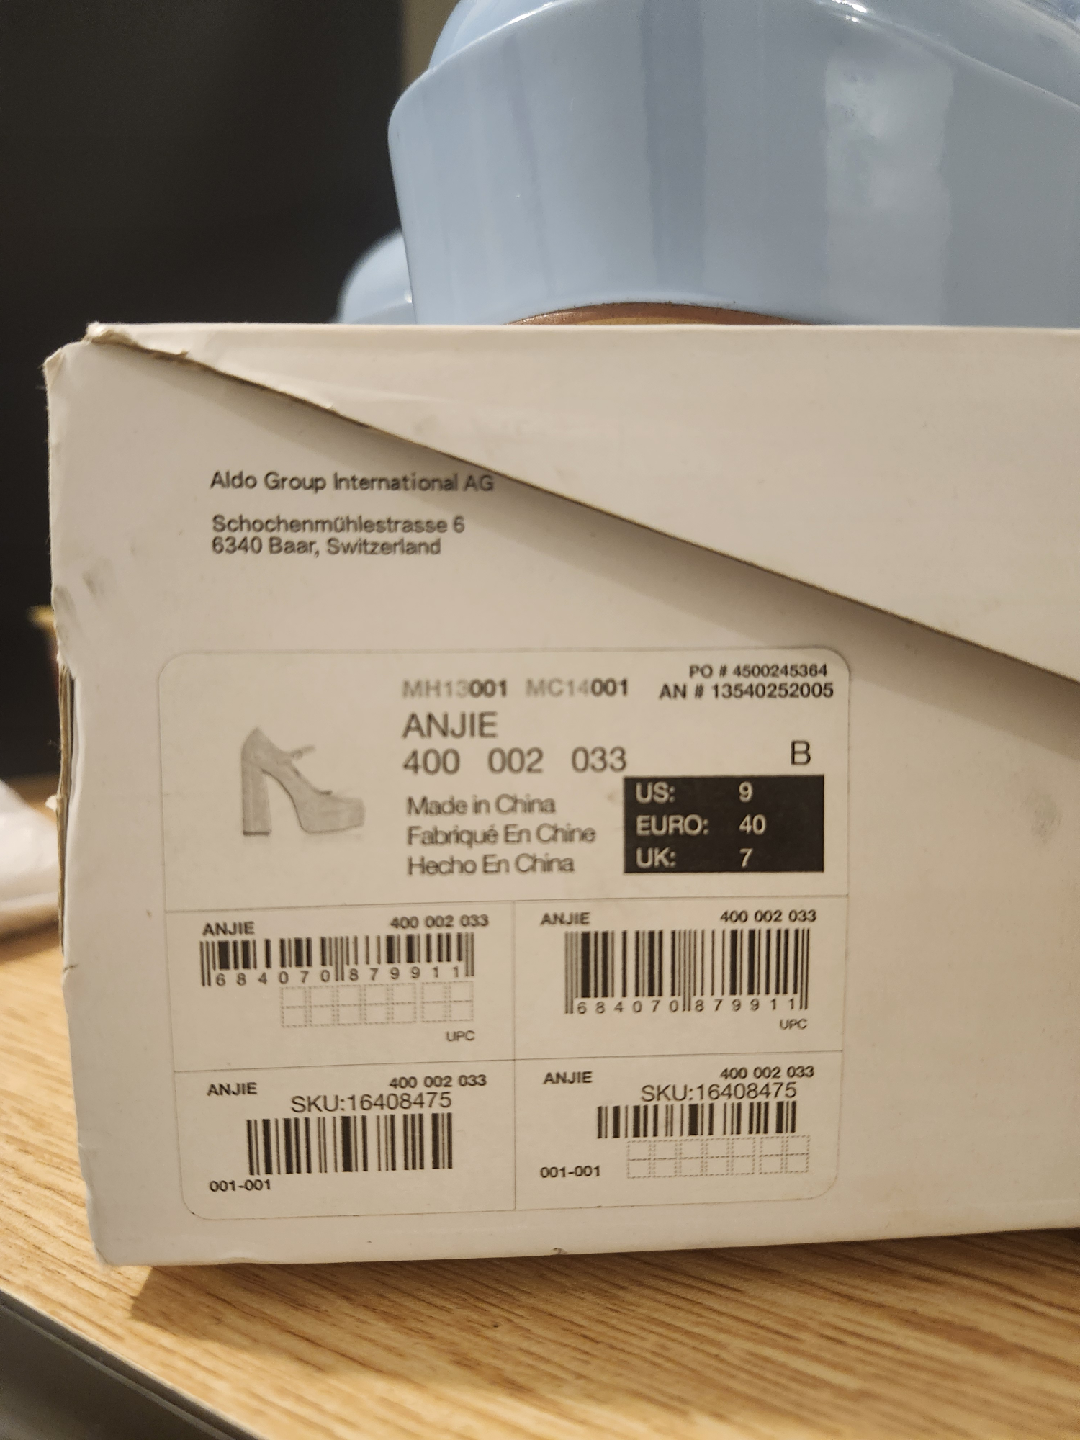 Aldo Group International AG
Schochenmühlestrasse 6
6340 Baar, Switzerland
MH13001 MC14001
PO # 4500245364
AN # 13540252005
ANJIE
400 002 033
B
Made in China
Fabriqué En Chine
Hecho En China
US: 9
EURO: 40
UK: 7
ANJIE 400 002 033
6 8 4 0 7 0 8 7 9 9 1 1
UPC
ANJIE 400 002 033
6 8 4 0 7 0 8 7 9 9 1 1
UPC
ANJIE 400 002 033
SKU:16408475
001-001
ANJIE 400 002 033
SKU:16408475
001-001